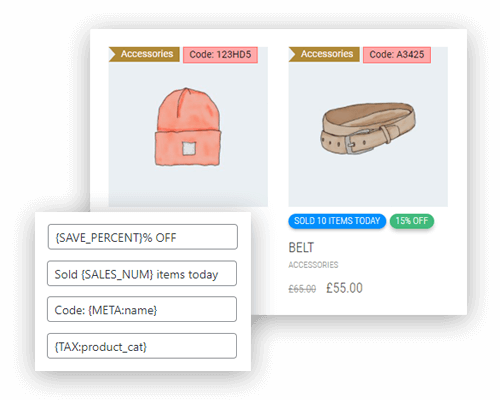 Accessories Code: 123HD5
Accessories Code: A3425
SOLD 10 ITEMS TODAY 15% OFF
BELT
ACCESSORIES
£65.00 £55.00
{SAVE_PERCENT}% OFF
Sold {SALES_NUM} items today
Code: {META:name}
{TAX:product_cat}